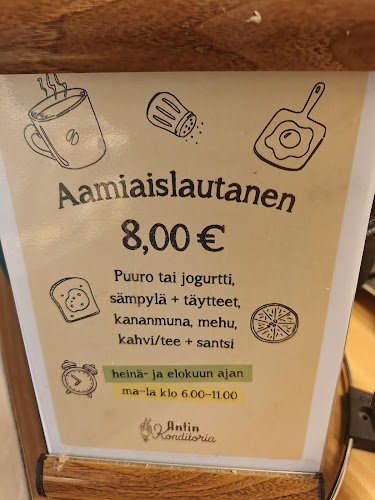 Aamiaislautanen
8,00 €
Puuro tai jogurtti,
sämpylä + täytteet,
kananmuna, mehu,
kahvi/tee + santsi
heinä- ja elokuun ajan
ma-la klo 6.00-11.00
Antin
Konditoria